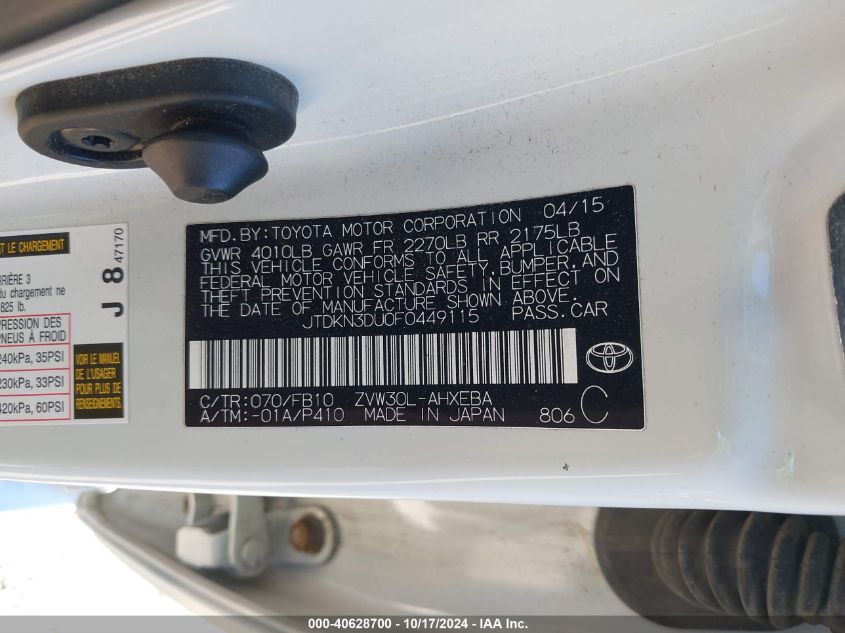 ET LE CHARGEMENT
RRIÈRE 3
du chargement ne
825 lb.
PRESSION DES
PNEUS À FROID
240kPa, 35PSI
230kPa, 33PSI
420kPa, 60PSI
VOIR LE MANUEL
DE L'USAGER
POUR PLUS DE
RENSEIGNEMENTS
J 8 47170
MFD.BY:TOYOTA MOTOR CORPORATION 04/15
GVWR 4010LB GAWR FR 2270LB RR 2175LB
THIS VEHICLE CONFORMS TO ALL APPLICABLE
FEDERAL MOTOR VEHICLE SAFETY,BUMPER,AND
THEFT PREVENTION STANDARDS IN EFFECT ON
THE DATE OF MANUFACTURE SHOWN ABOVE.
JTDKN3DU0F0449115 PASS.CAR
C/TR:070/FB10 ZVW30L-AHXEBA
A/TM:-01A/P410 MADE IN JAPAN 806 C
000-40628700 - 10/17/2024 - IAA Inc.